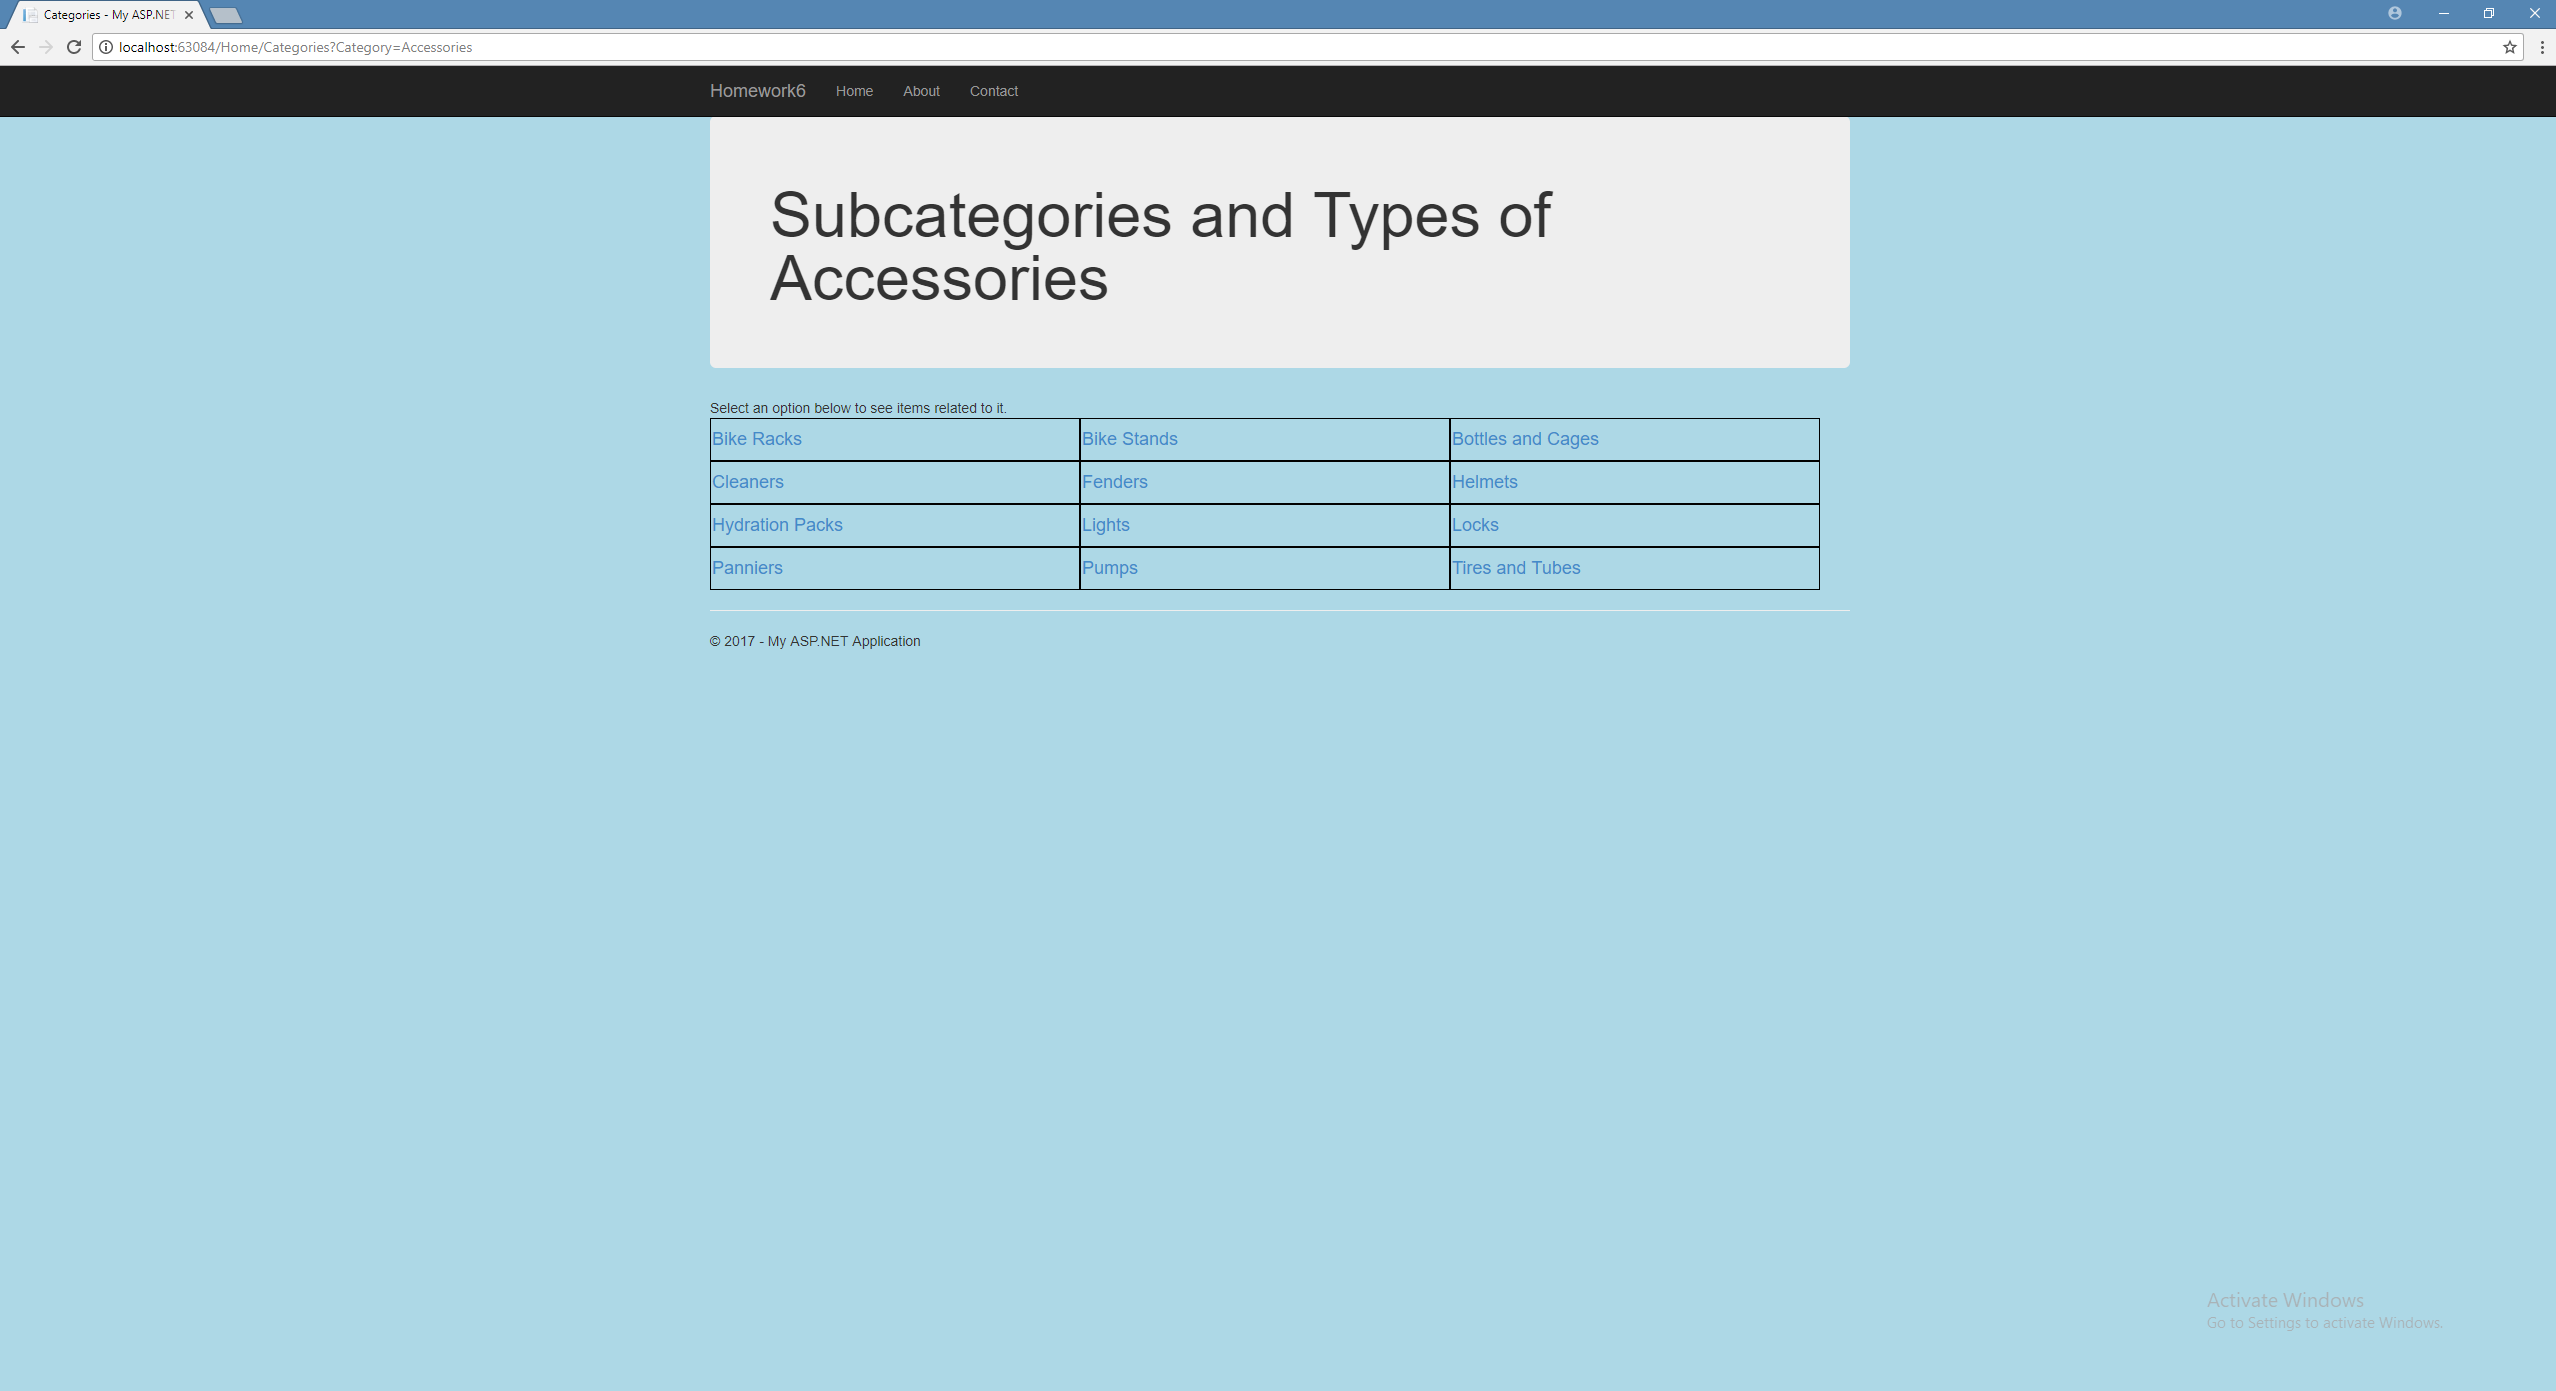 Categories - My ASP.NET
localhost:63084/Home/Categories?Category=Accessories
Homework6 Home About Contact
Subcategories and Types of
Accessories
Select an option below to see items related to it.
Bike Racks Bike Stands Bottles and Cages
Cleaners Fenders Helmets
Hydration Packs Lights Locks
Panniers Pumps Tires and Tubes
© 2017 - My ASP.NET Application
Activate Windows
Go to Settings to activate Windows.